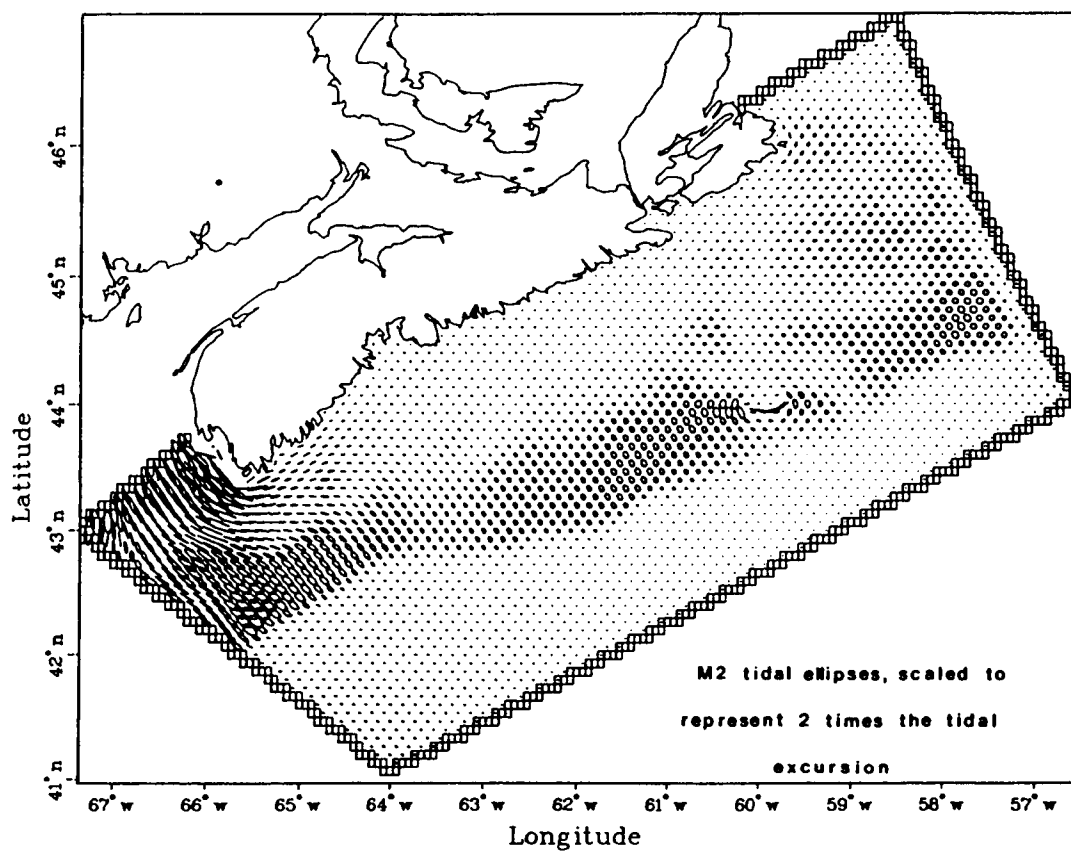 46°n
45°n
44°n
43°n
42°n
41°n
Latitude
M2 tidal ellipses, scaled to
represent 2 times the tidal
excursion
67°w 66°w 65°w 64°w 63°w 62°w 61°w 60°w 59°w 58°w 57°w
Longitude